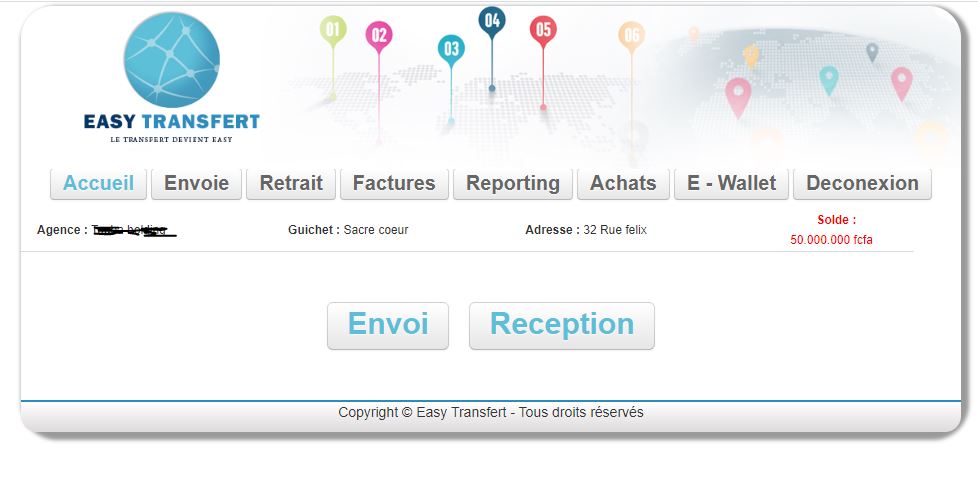 01
02
03
04
05
06
EASY TRANSFERT
LE TRANSFERT DEVIENT EASY
Accueil Envoie Retrait Factures Reporting Achats E - Wallet Deconexion
Agence : Guichet : Sacre coeur Adresse : 32 Rue felix Solde :
50.000.000 fcfa
Envoi Reception
Copyright © Easy Transfert - Tous droits réservés